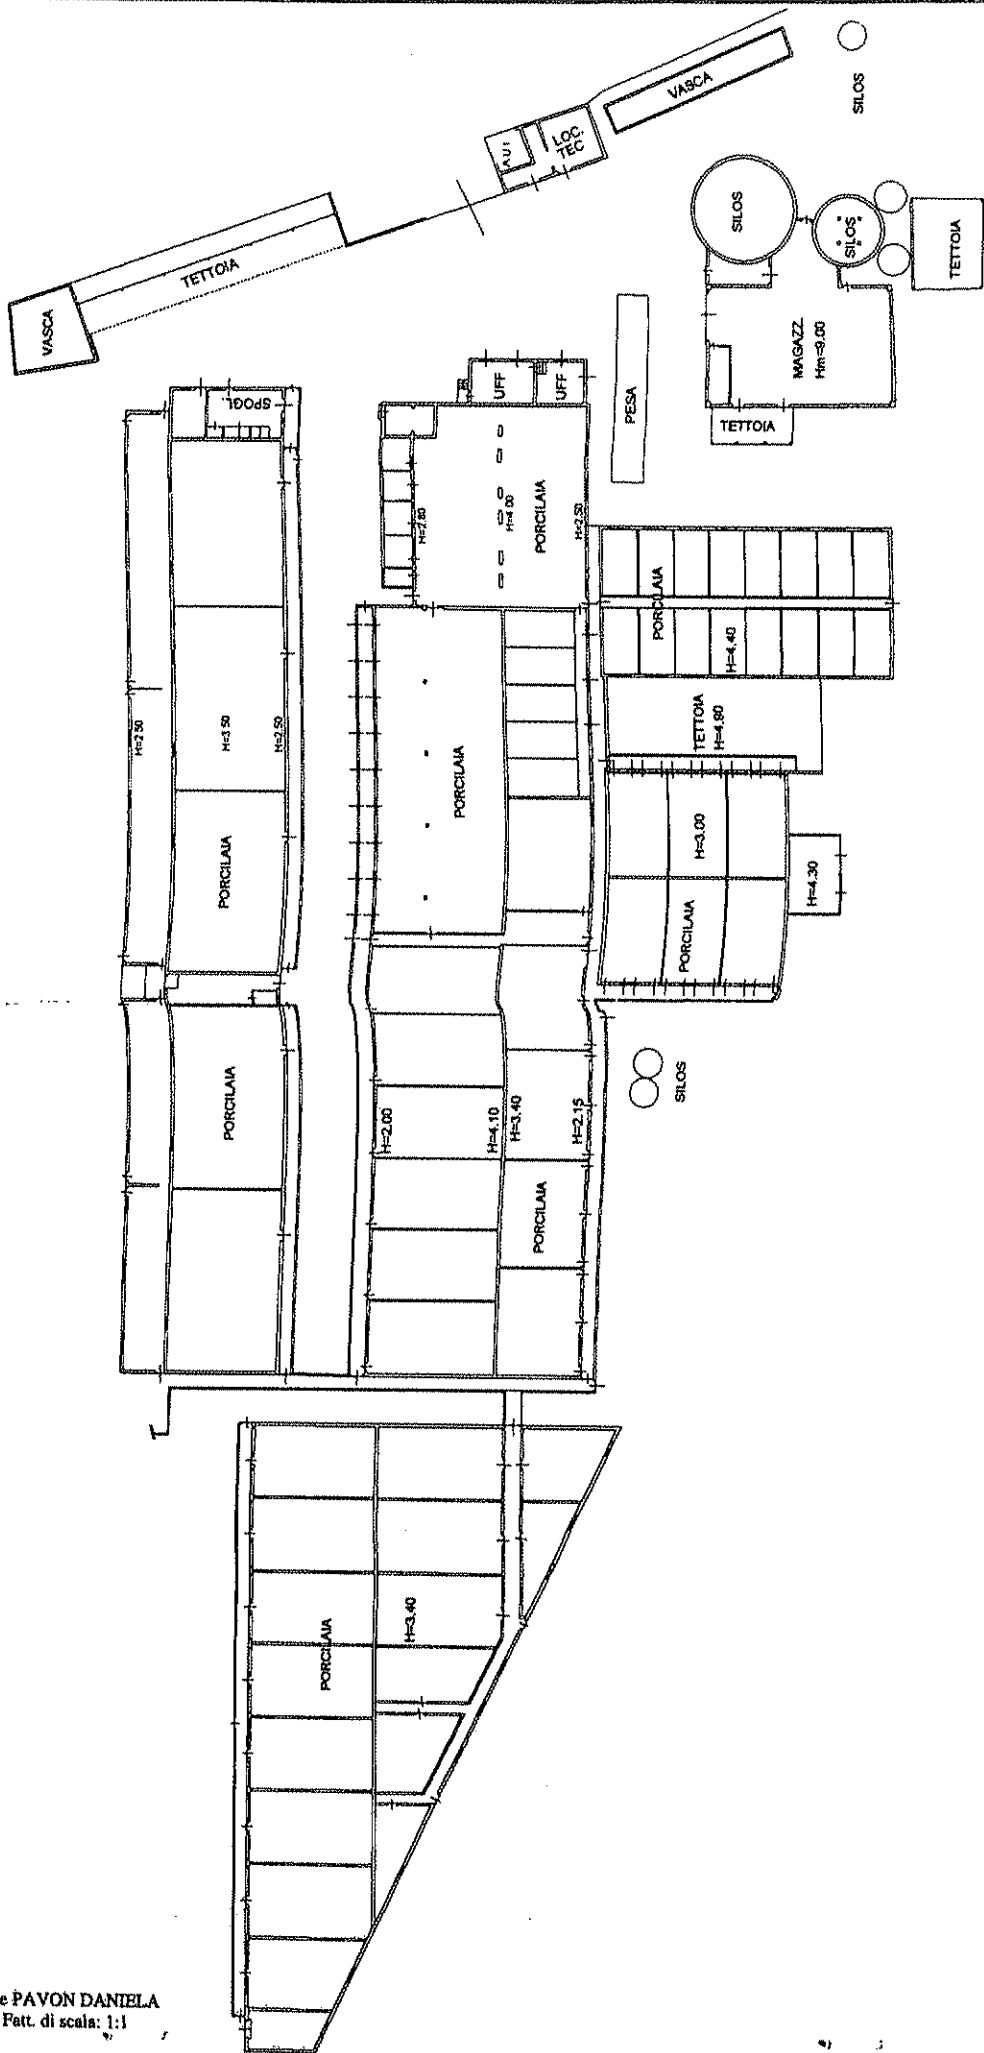 SILOS
VASCA
A.U.I
LOC.
TEC
SILOS
SILOS
TETTOIA
TETTOIA
VASCA
MAGAZZ.
Hm=9.00
TETTOIA
PESA
UFF
UFF
SPOGL.
H=2.80
H=4.00
PORCILAIA
H=2.50
H=2.50
H=3.50
H=2.50
PORCILAIA
PORCILAIA
PORCILAIA
H=4.40
TETTOIA
H=4.80
H=3.00
PORCILAIA
H=4.30
PORCILAIA
SILOS
H=2.00
H=4.10
H=3.40
H=2.15
PORCILAIA
PORCILAIA
H=3.40
e PAVON DANIELA
Fatt. di scala: 1:1